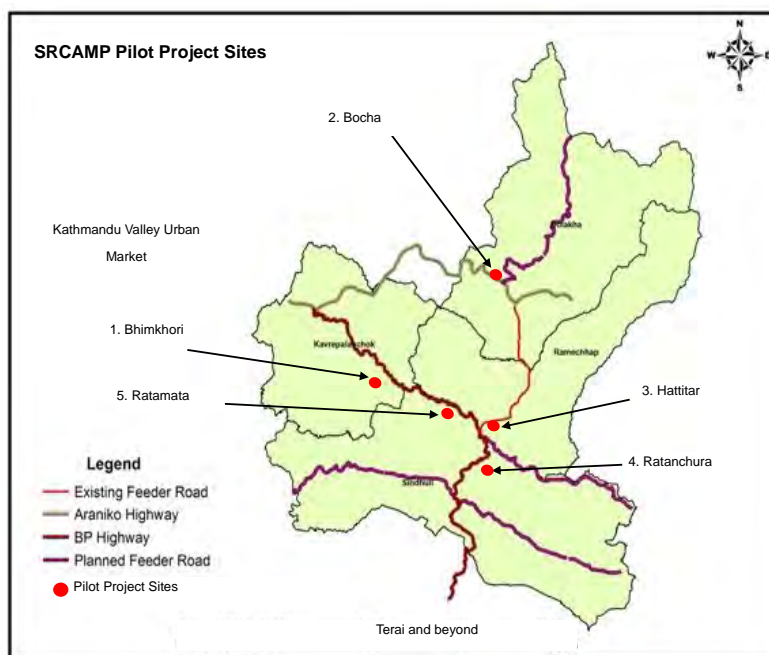 N
W
E
S
SRCAMP Pilot Project Sites
2. Bocha
Kathmandu Valley Urban
Market
1. Bhimkhori
Kavrepalanchok
Ramechhap
5. Ratamata
3. Hattitar
4. Ratanchura
Sindhuli
Legend
Existing Feeder Road
Araniko Highway
BP Highway
Planned Feeder Road
Pilot Project Sites
Terai and beyond